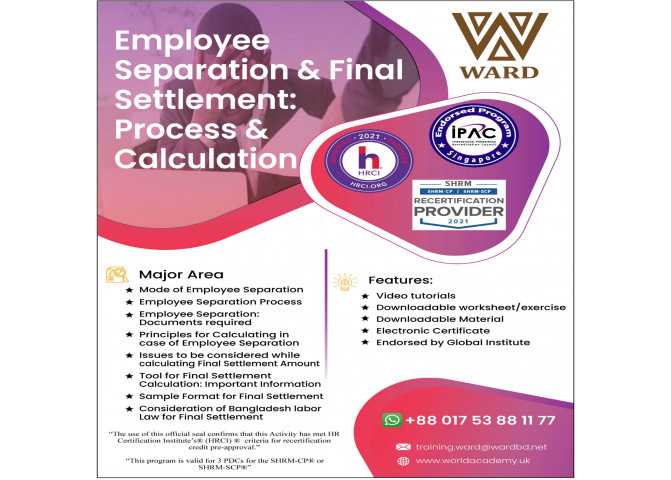 Employee
Separation & Final
Settlement:
Process &
Calculation
WARD
2021
HRCI
HRCI.ORG
Endorsed Program
iPAC
Singapore
SHRM
SHRM-CP | SHRM-SCP
RECERTIFICATION
PROVIDER
2021
Major Area
★ Mode of Employee Separation
★ Employee Separation Process
★ Employee Separation:
Documents required
★ Principles for Calculating in
case of Employee Separation
★ Issues to be considered while
calculating Final Settlement Amount
★ Tool for Final Settlement
Calculation: Important Information
★ Sample Format for Final Settlement
★ Consideration of Bangladesh labor
Law for Final Settlement
Features:
★ Video tutorials
★ Downloadable worksheet/exercise
★ Downloadable Material
★ Electronic Certificate
★ Endorsed by Global Institute
“The use of this official seal confirms that this Activity has met HR
Certification Institute’s® (HRCI) ® criteria for recertification
credit pre-approval.”
“This program is valid for 3 PDCs for the SHRM-CP® or
SHRM-SCP®”
+88 017 53 88 11 77
training.ward@wardbd.net
www.worldacademy.uk